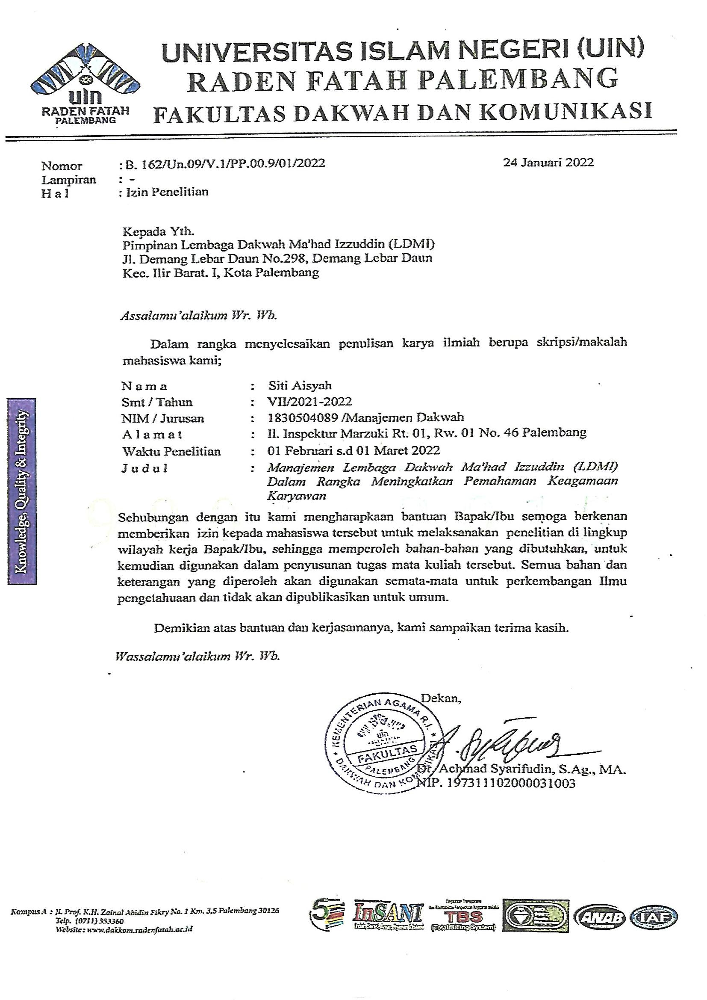 UNIVERSITAS ISLAM NEGERI (UIN)
RADEN FATAH PALEMBANG
FAKULTAS DAKWAH DAN KOMUNIKASI
uin
RADEN FATAH
PALEMBANG
Nomor : B. 162/Un.09/V.1/PP.00.9/01/2022 24 Januari 2022
Lampiran : -
H a l : Izin Penelitian
Kepada Yth.
Pimpinan Lembaga Dakwah Ma'had Izzuddin (LDMI)
Jl. Demang Lebar Daun No.298, Demang Lebar Daun
Kec. Ilir Barat. I, Kota Palembang
Assalamu'alaikum Wr. Wb.
Dalam rangka menyelesaikan penulisan karya ilmiah berupa skripsi/makalah
mahasiswa kami;
N a m a : Siti Aisyah
Smt / Tahun : VII/2021-2022
NIM / Jurusan : 1830504089 /Manajemen Dakwah
A l a m a t : Jl. Inspektur Marzuki Rt. 01, Rw. 01 No. 46 Palembang
Waktu Penelitian : 01 Februari s.d 01 Maret 2022
J u d u l : Manajemen Lembaga Dakwah Ma'had Izzuddin (LDMI)
Dalam Rangka Meningkatkan Pemahaman Keagamaan
Karyawan
Sehubungan dengan itu kami mengharapkaan bantuan Bapak/Ibu semoga berkenan
memberikan izin kepada mahasiswa tersebut untuk melaksanakan penelitian di lingkup
wilayah kerja Bapak/Ibu, sehingga memperoleh bahan-bahan yang dibutuhkan, untuk
kemudian digunakan dalam penyusunan tugas mata kuliah tersebut. Semua bahan dan
keterangan yang diperoleh akan digunakan semata-mata untuk perkembangan Ilmu
pengetahuaan dan tidak akan dipublikasikan untuk umum.
Demikian atas bantuan dan kerjasamanya, kami sampaikan terima kasih.
Wassalamu'alaikum Wr. Wb.
Knowledge, Quality & Integrity
Dekan,
KEMENTERIAN AGAMA R.I.
uin
FAKULTAS
PALEMBANG
DAKWAH DAN KOMUNIKASI
Dr. Achmad Syarifudin, S.Ag., MA.
NIP. 197311102000031003
Kampus A : Jl. Prof. K.H. Zainal Abidin Fikry No. 1 Km. 3,5 Palembang 30126
Telp. (0711) 353360
Website : www.dakkom.radenfatah.ac.id
InSANI
TBS
(Total Billing System)
ANAB
IAF